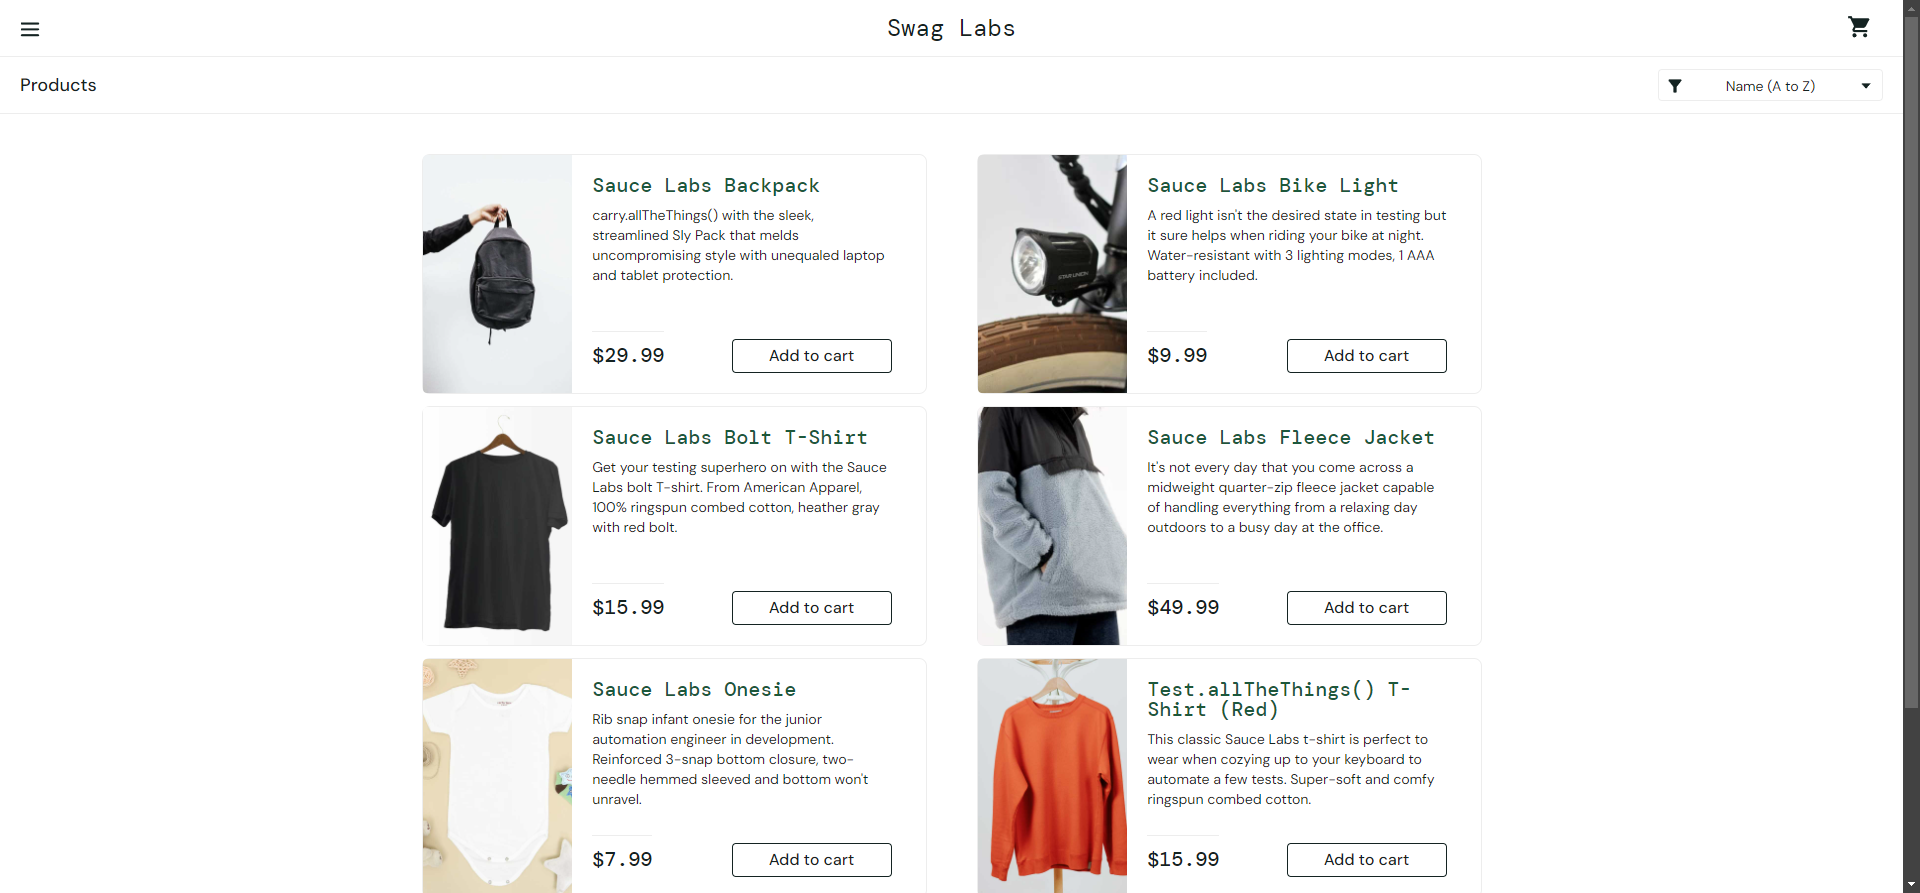 Swag Labs
Products
Name (A to Z)
Sauce Labs Backpack
carry.allTheThings() with the sleek,
streamlined Sly Pack that melds
uncompromising style with unequaled laptop
and tablet protection.
$29.99
Add to cart
Sauce Labs Bike Light
A red light isn't the desired state in testing but
it sure helps when riding your bike at night.
Water-resistant with 3 lighting modes, 1 AAA
battery included.
STAR UNION
$9.99
Add to cart
Sauce Labs Bolt T-Shirt
Get your testing superhero on with the Sauce
Labs bolt T-shirt. From American Apparel,
100% ringspun combed cotton, heather gray
with red bolt.
$15.99
Add to cart
Sauce Labs Fleece Jacket
It's not every day that you come across a
midweight quarter-zip fleece jacket capable
of handling everything from a relaxing day
outdoors to a busy day at the office.
$49.99
Add to cart
Sauce Labs Onesie
Rib snap infant onesie for the junior
automation engineer in development.
Reinforced 3-snap bottom closure, two-
needle hemmed sleeved and bottom won't
unravel.
$7.99
Add to cart
Test.allTheThings() T-
Shirt (Red)
This classic Sauce Labs t-shirt is perfect to
wear when cozying up to your keyboard to
automate a few tests. Super-soft and comfy
ringspun combed cotton.
$15.99
Add to cart